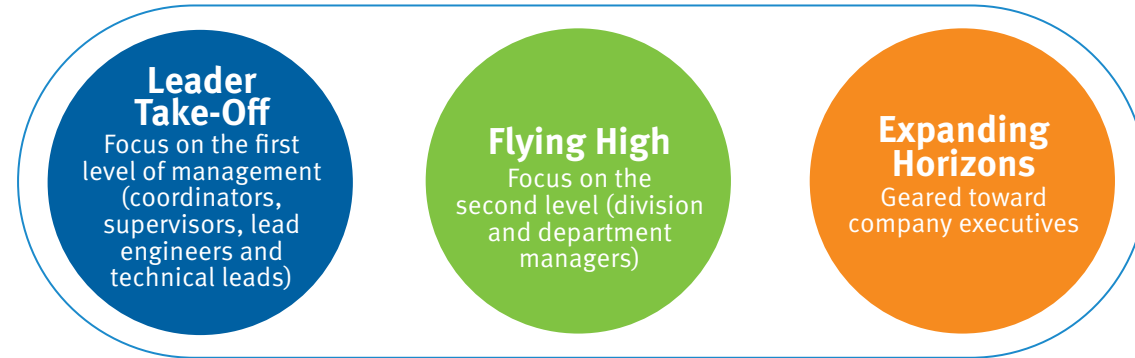 Leader
Take-Off
Focus on the first
level of management
(coordinators,
supervisors, lead
engineers and
technical leads)
Flying High
Focus on the
second level (division
and department
managers)
Expanding
Horizons
Geared toward
company executives